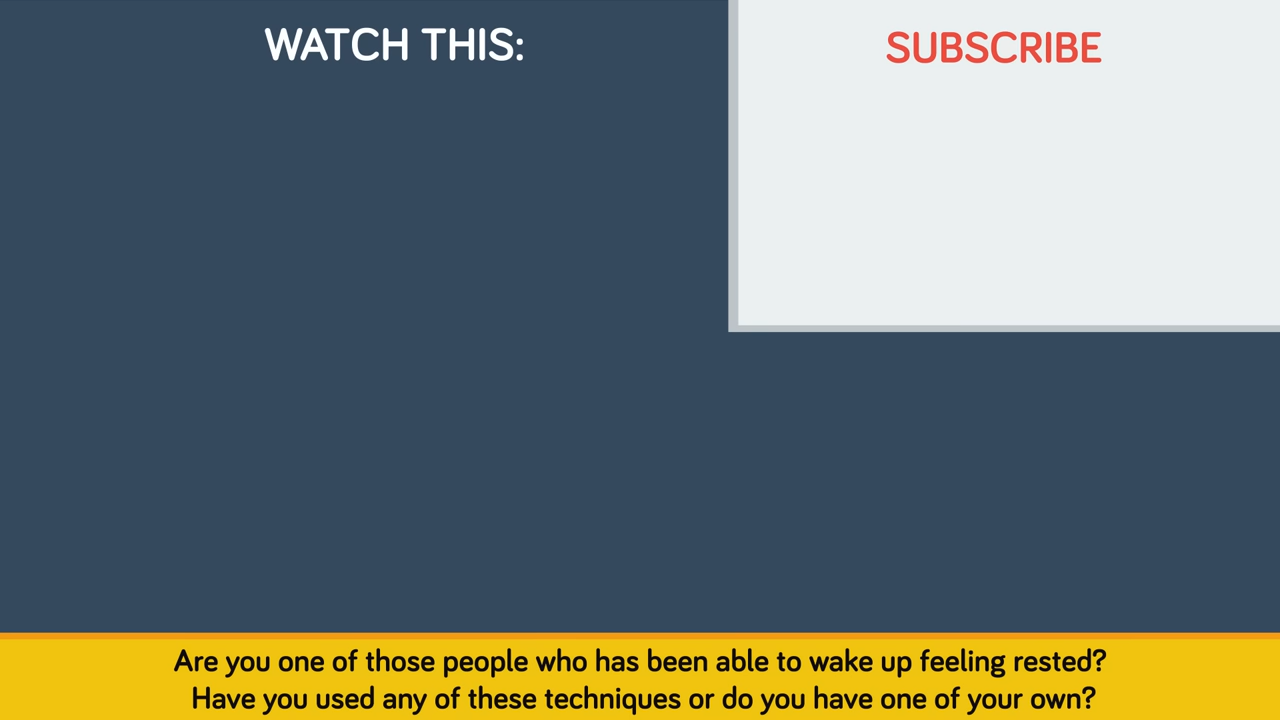 WATCH THIS:
SUBSCRIBE
Are you one of those people who has been able to wake up feeling rested?
Have you used any of these techniques or do you have one of your own?